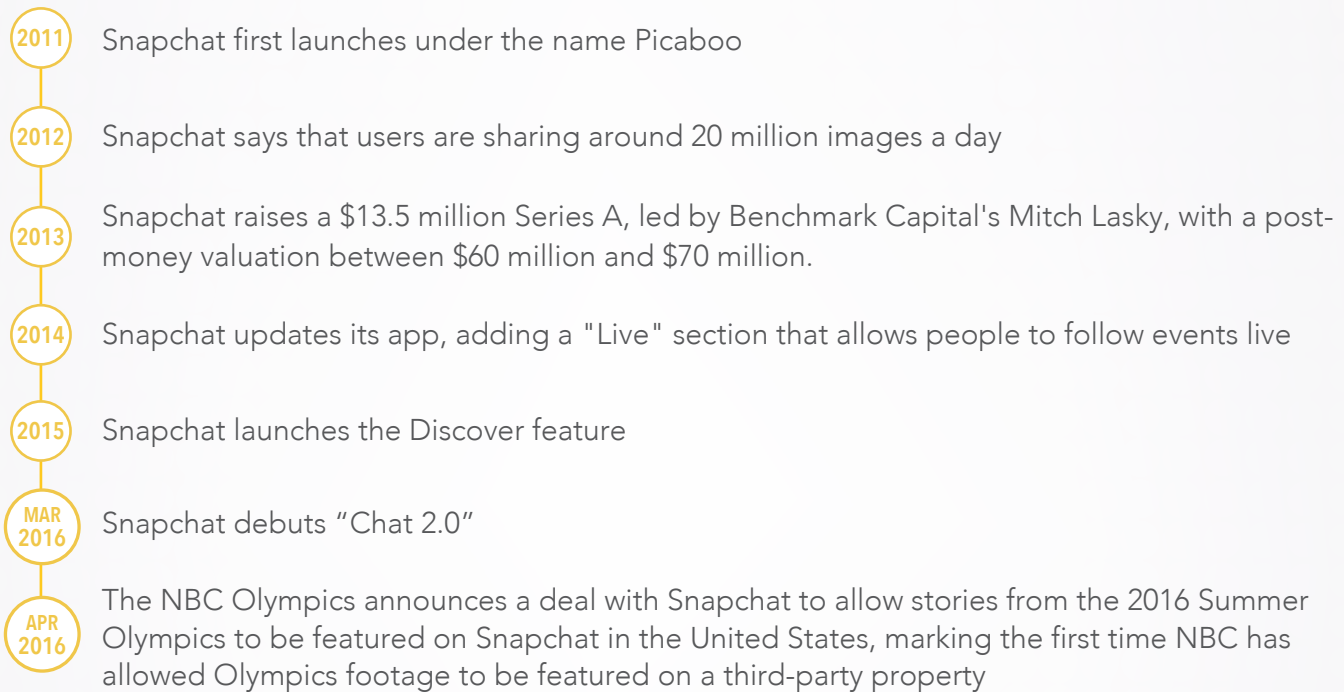 2011
Snapchat first launches under the name Picaboo
2012
Snapchat says that users are sharing around 20 million images a day
2013
Snapchat raises a $13.5 million Series A, led by Benchmark Capital's Mitch Lasky, with a post-
money valuation between $60 million and $70 million.
2014
Snapchat updates its app, adding a "Live" section that allows people to follow events live
2015
Snapchat launches the Discover feature
MAR
2016
Snapchat debuts “Chat 2.0”
APR
2016
The NBC Olympics announces a deal with Snapchat to allow stories from the 2016 Summer
Olympics to be featured on Snapchat in the United States, marking the first time NBC has
allowed Olympics footage to be featured on a third-party property